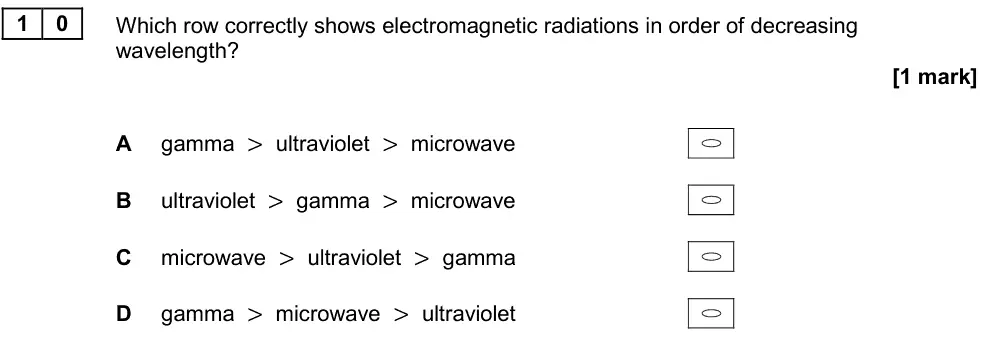 1 0 Which row correctly shows electromagnetic radiations in order of decreasing
wavelength?
[1 mark]
A gamma > ultraviolet > microwave
B ultraviolet > gamma > microwave
C microwave > ultraviolet > gamma
D gamma > microwave > ultraviolet